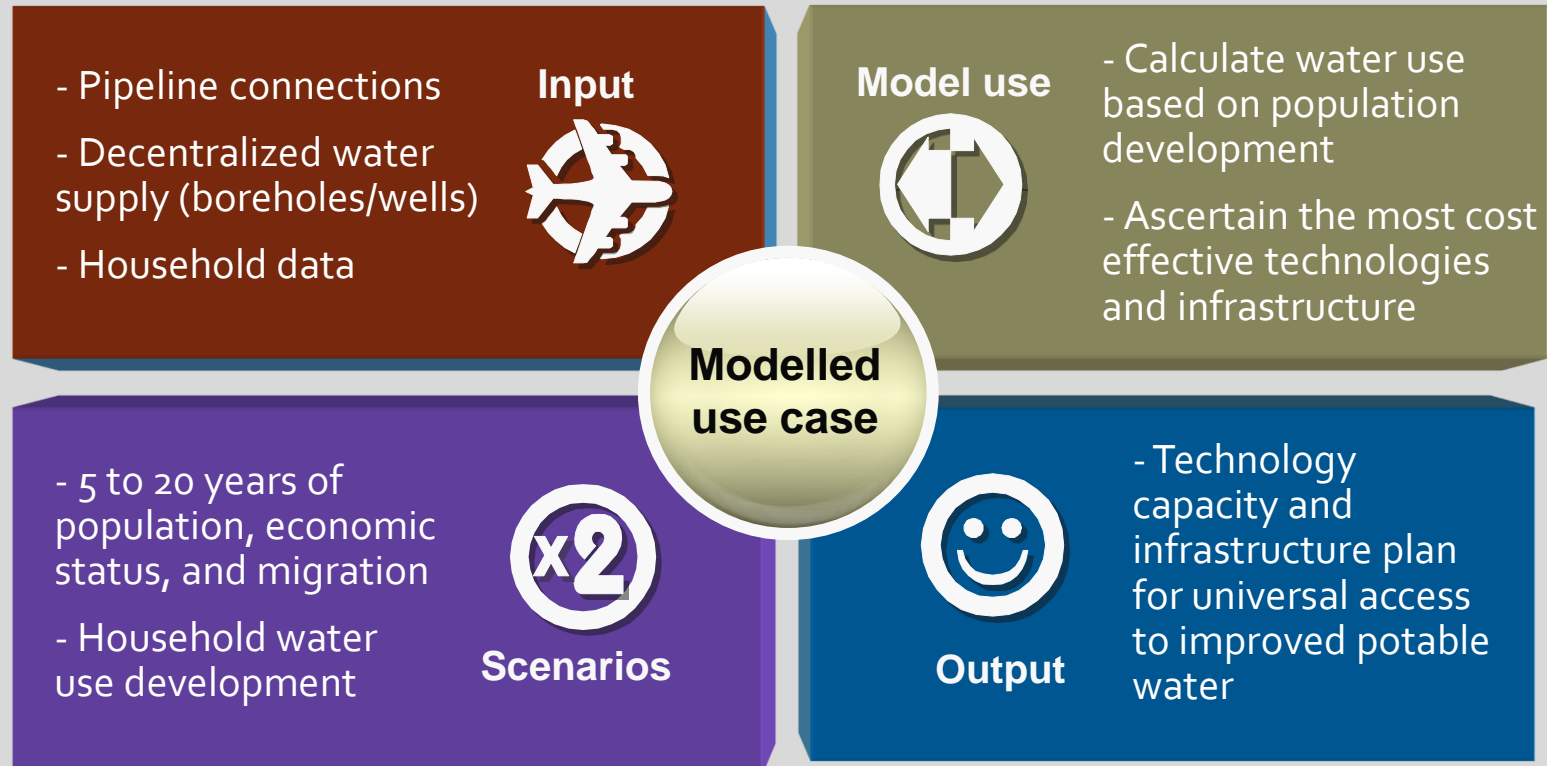 Input
- Pipeline connections
- Decentralized water
supply (boreholes/wells)
- Household data
Model use
- Calculate water use
based on population
development
- Ascertain the most cost
effective technologies
and infrastructure
Modelled
use case
- 5 to 20 years of
population, economic
status, and migration
- Household water
use development
x2
Scenarios
- Technology
capacity and
infrastructure plan
for universal access
to improved potable
water
Output